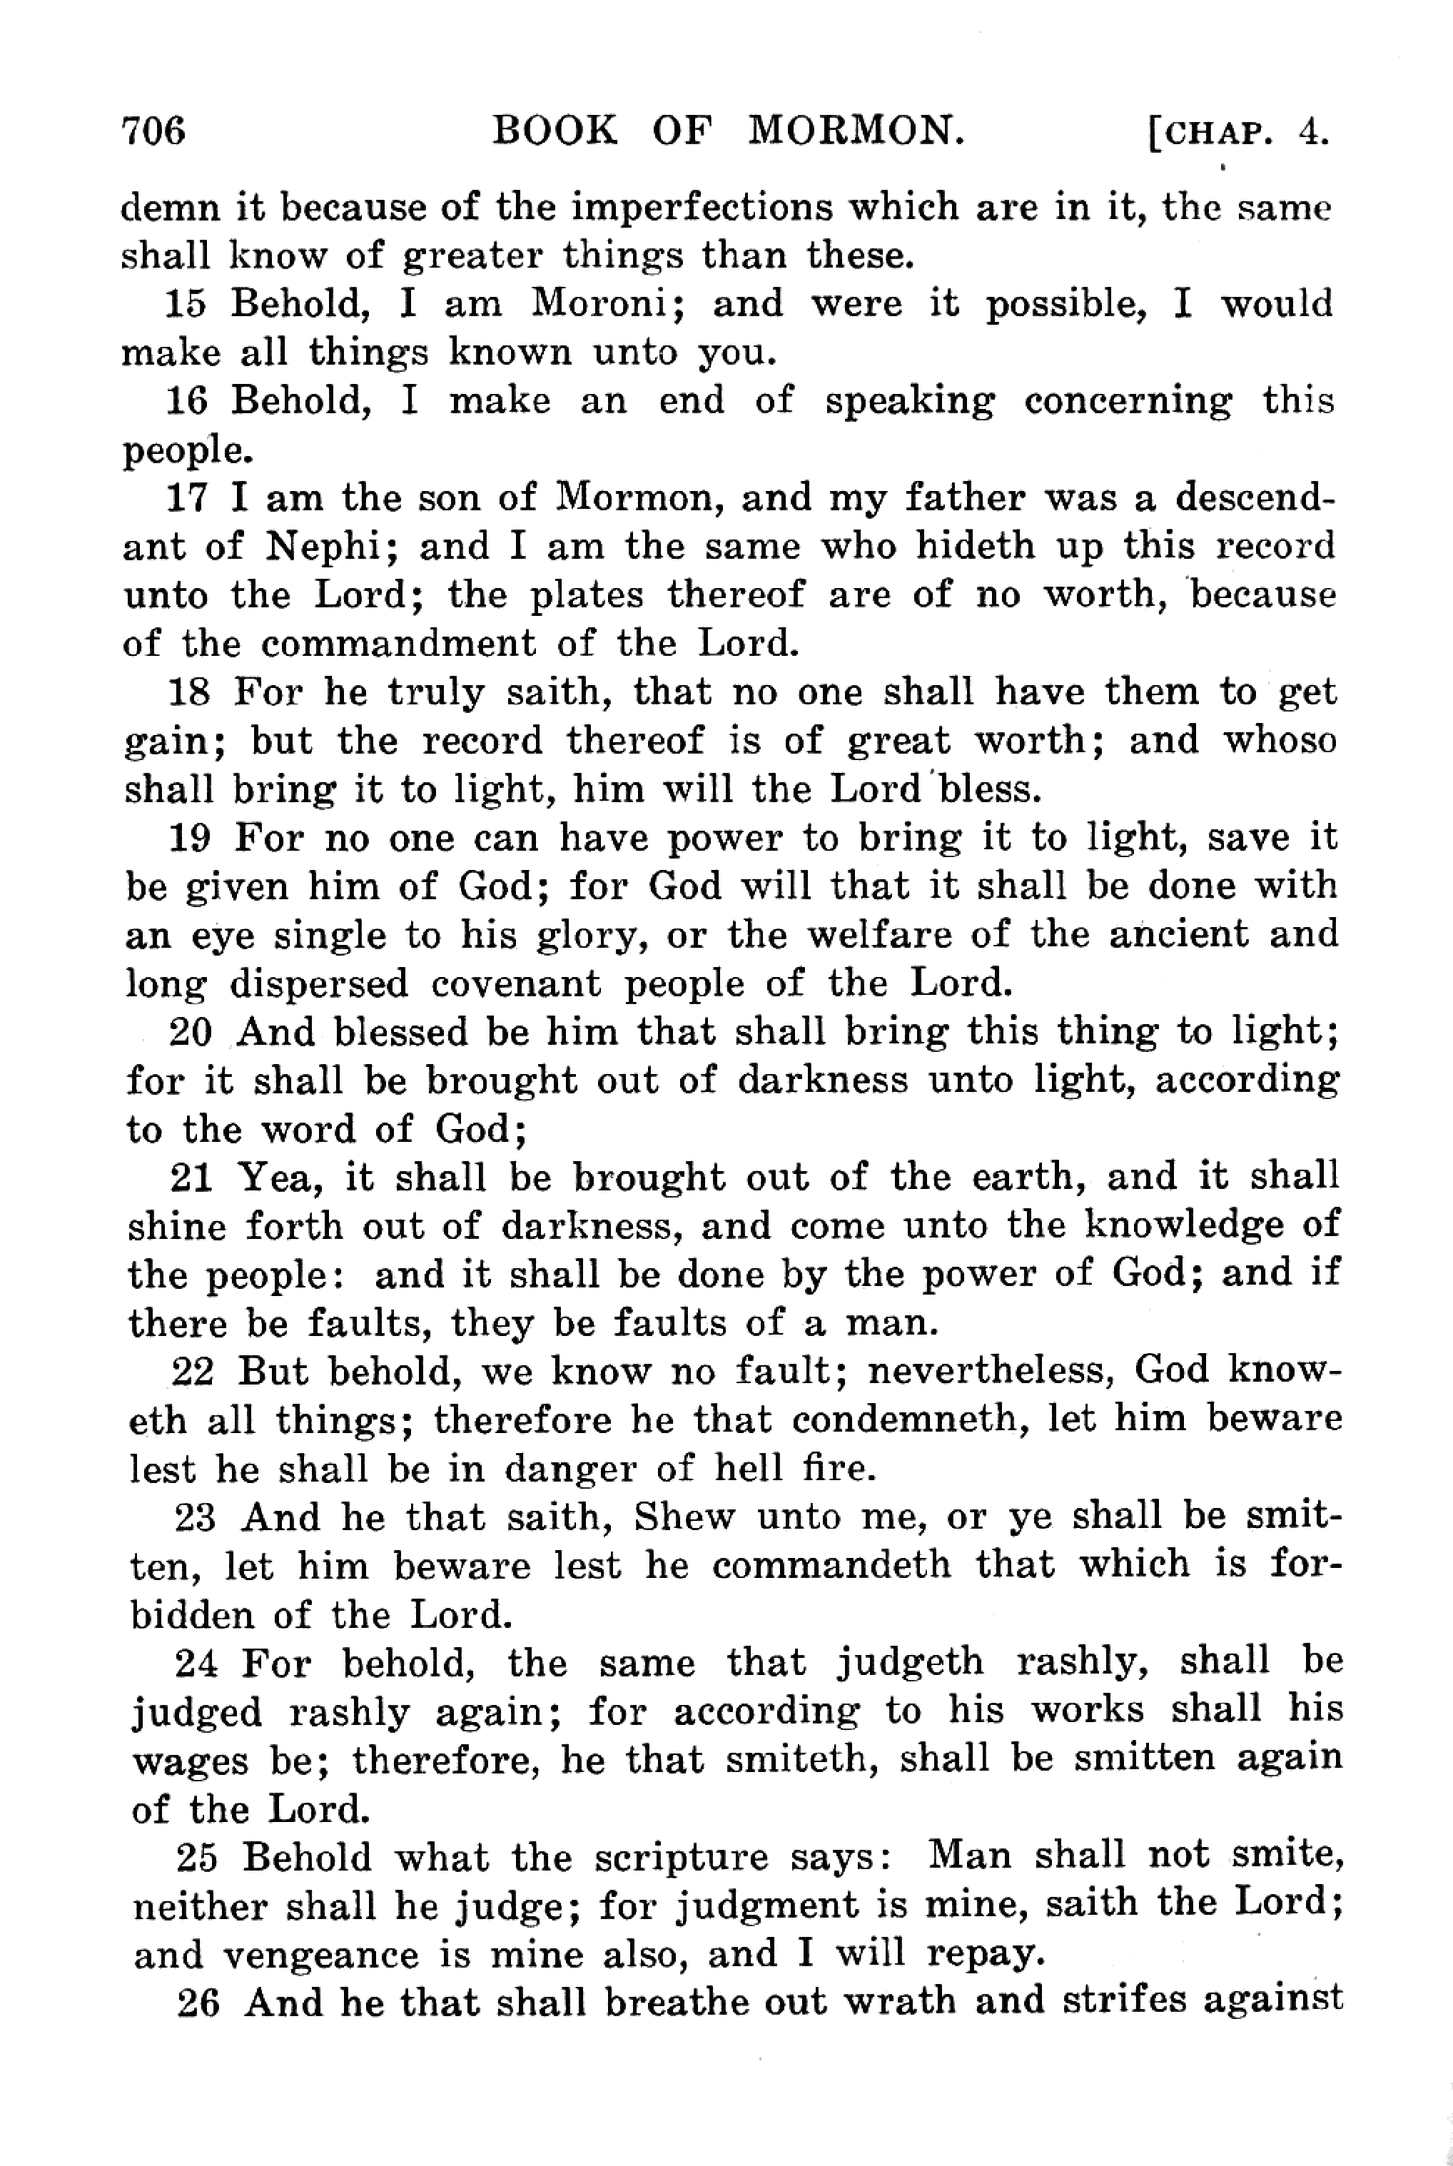 706 BOOK OF MORMON. [CHAP. 4.
demn it because of the imperfections which are in it, the same
shall know of greater things than these.
15 Behold, I am Moroni; and were it possible, I would
make all things known unto you.
16 Behold, I make an end of speaking concerning this
people.
17 I am the son of Mormon, and my father was a descend-
ant of Nephi; and I am the same who hideth up this record
unto the Lord; the plates thereof are of no worth, because
of the commandment of the Lord.
18 For he truly saith, that no one shall have them to get
gain; but the record thereof is of great worth; and whoso
shall bring it to light, him will the Lord bless.
19 For no one can have power to bring it to light, save it
be given him of God; for God will that it shall be done with
an eye single to his glory, or the welfare of the ancient and
long dispersed covenant people of the Lord.
20 And blessed be him that shall bring this thing to light;
for it shall be brought out of darkness unto light, according
to the word of God;
21 Yea, it shall be brought out of the earth, and it shall
shine forth out of darkness, and come unto the knowledge of
the people: and it shall be done by the power of God; and if
there be faults, they be faults of a man.
22 But behold, we know no fault; nevertheless, God know-
eth all things; therefore he that condemneth, let him beware
lest he shall be in danger of hell fire.
23 And he that saith, Shew unto me, or ye shall be smit-
ten, let him beware lest he commandeth that which is for-
bidden of the Lord.
24 For behold, the same that judgeth rashly, shall be
judged rashly again; for according to his works shall his
wages be; therefore, he that smiteth, shall be smitten again
of the Lord.
25 Behold what the scripture says: Man shall not smite,
neither shall he judge; for judgment is mine, saith the Lord;
and vengeance is mine also, and I will repay.
26 And he that shall breathe out wrath and strifes against